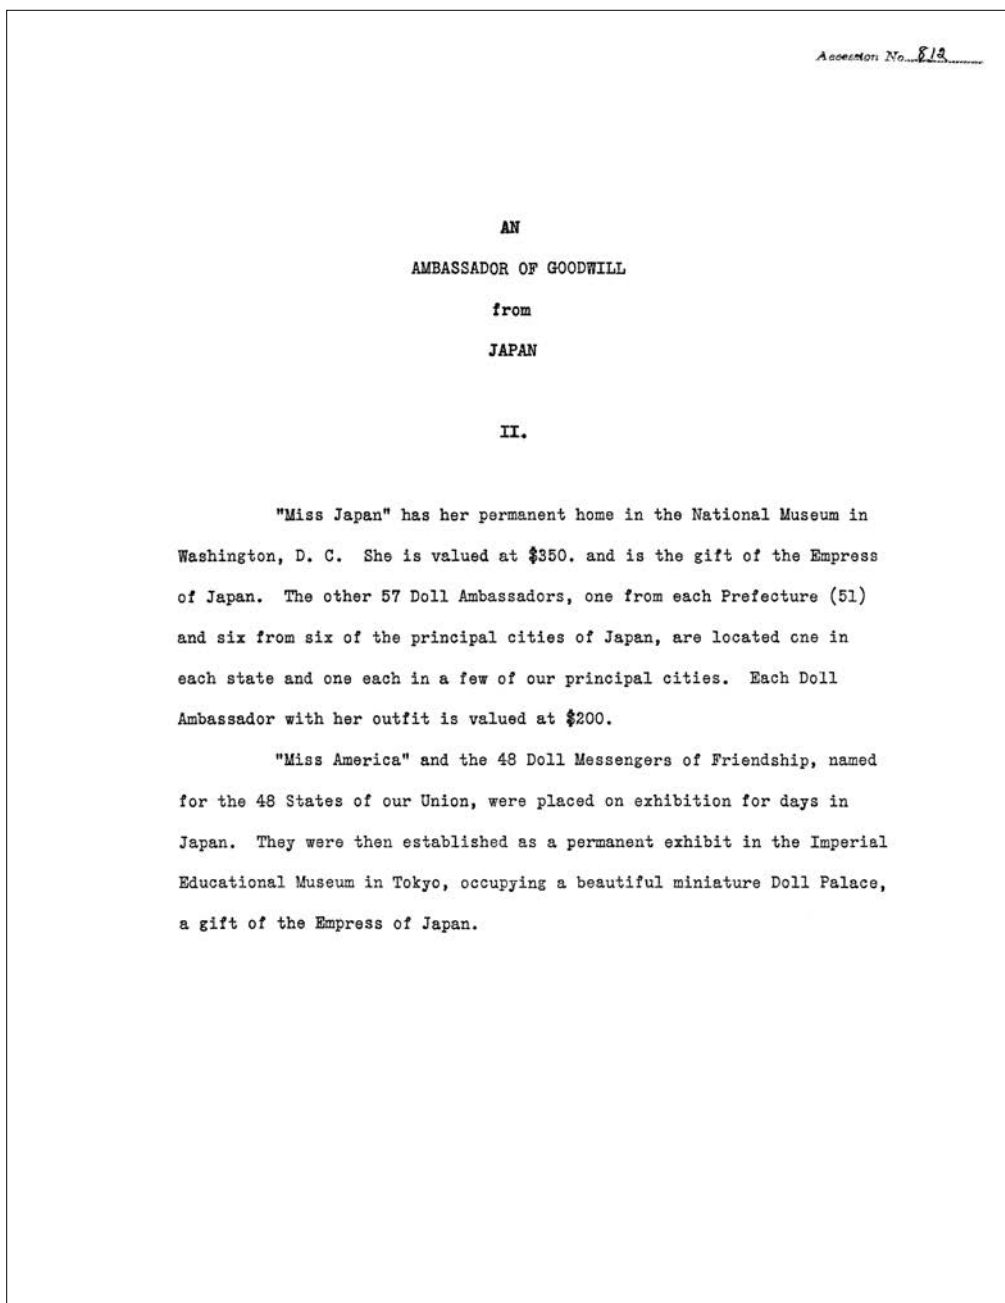 Accession No. 812
AN
AMBASSADOR OF GOODWILL
from
JAPAN
II.
"Miss Japan" has her permanent home in the National Museum in
Washington, D. C. She is valued at $350. and is the gift of the Empress
of Japan. The other 57 Doll Ambassadors, one from each Prefecture (51)
and six from six of the principal cities of Japan, are located cne in
each state and one each in a few of our principal cities. Each Doll
Ambassador with her outfit is valued at $200.
"Miss America" and the 48 Doll Messengers of Friendship, named
for the 48 States of our Union, were placed on exhibition for days in
Japan. They were then established as a permanent exhibit in the Imperial
Educational Museum in Tokyo, occupying a beautiful miniature Doll Palace,
a gift of the Empress of Japan.